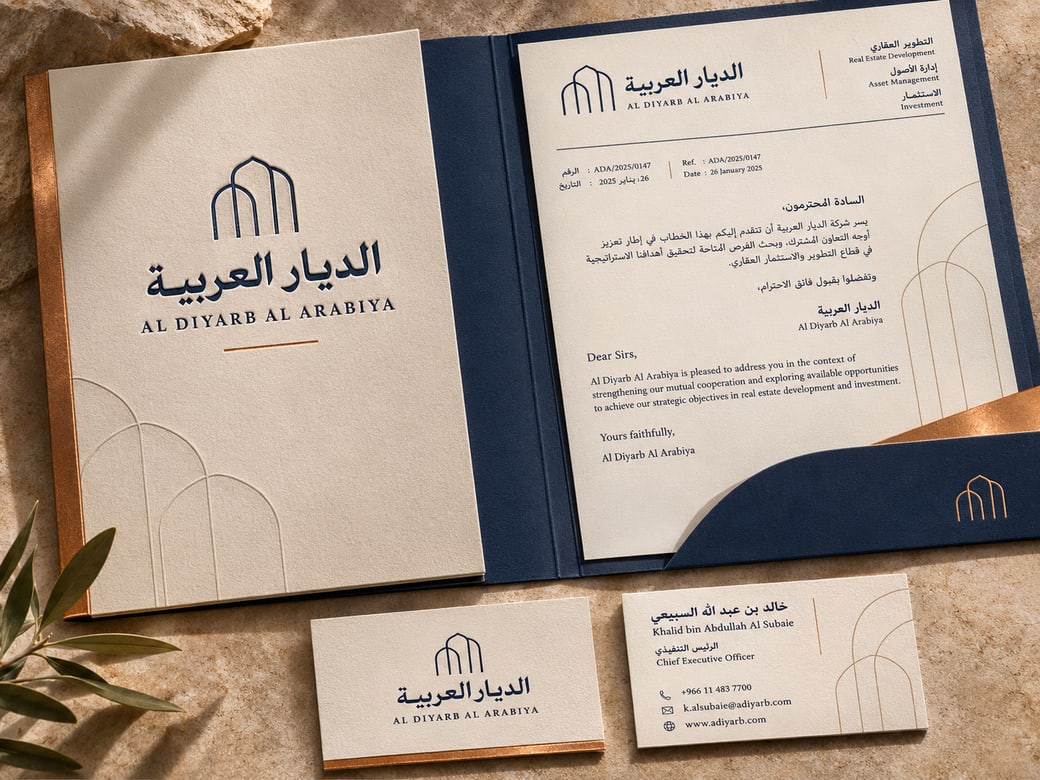 الديار العربية
AL DIYARB AL ARABIYA
الديار العربية
AL DIYARB AL ARABIYA
التطوير العقاري
Real Estate Development
إدارة الأصول
Asset Management
الاستثمار
Investment
الرقم : ADA/2025/0147
التاريخ : 26، يناير 2025
Ref. : ADA/2025/0147
Date : 26 January 2025
السادة المحترمون،
يسر شركة الديار العربية أن تتقدم إليكم بهذا الخطاب في إطار تعزيز
أوجه التعاون المشترك، وبحث الفرص المتاحة لتحقيق أهدافنا الاستراتيجية
في قطاع التطوير والاستثمار العقاري.
وتفضلوا بقبول فائق الاحترام،
الديار العربية
Al Diyarb Al Arabiya
Dear Sirs,
Al Diyarb Al Arabiya is pleased to address you in the context of
strengthening our mutual cooperation and exploring available opportunities
to achieve our strategic objectives in real estate development and investment.
Yours faithfully,
Al Diyarb Al Arabiya
الديار العربية
AL DIYARB AL ARABIYA
خالد بن عبد الله السبيعي
Khalid bin Abdullah Al Subaie
الرئيس التنفيذي
Chief Executive Officer
+966 11 483 7700
k.alsubaie@adiyarb.com
www.adiyarb.com